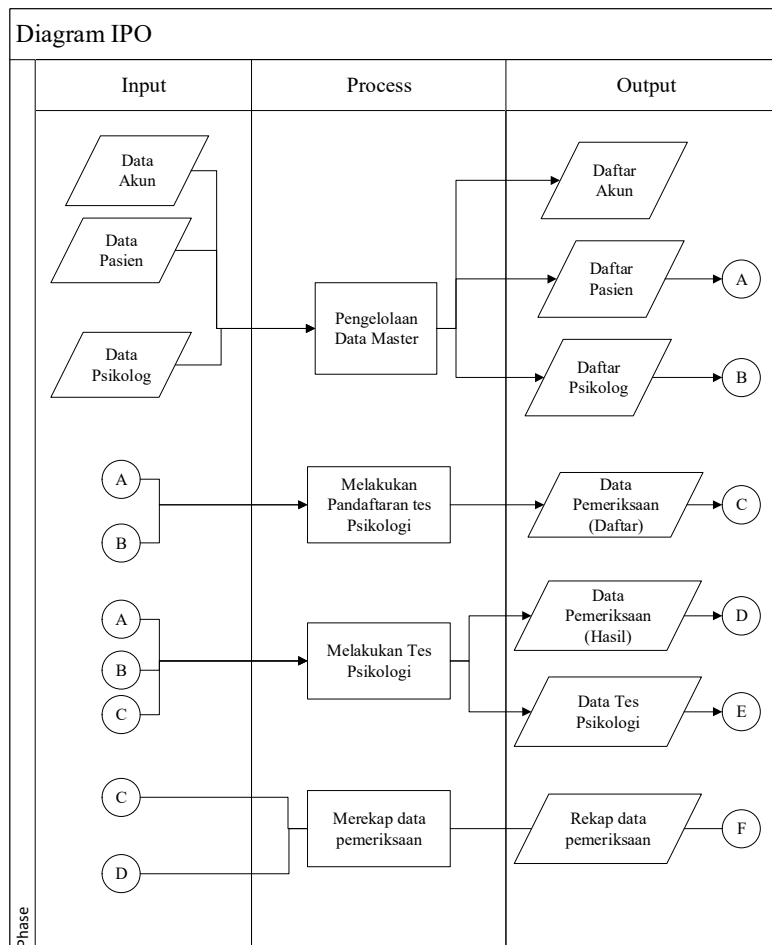 Diagram IPO
Input
Process
Output
Data
Akun
Data
Pasien
Data
Psikolog
Pengelolaan
Data Master
Daftar
Akun
Daftar
Pasien
A
Daftar
Psikolog
B
A
B
Melakukan
Pandaftaran tes
Psikologi
Data
Pemeriksaan
(Daftar)
C
A
B
C
Melakukan Tes
Psikologi
Data
Pemeriksaan
(Hasil)
D
Data Tes
Psikologi
E
C
D
Merekap data
pemeriksaan
Rekap data
pemeriksaan
F
Phase